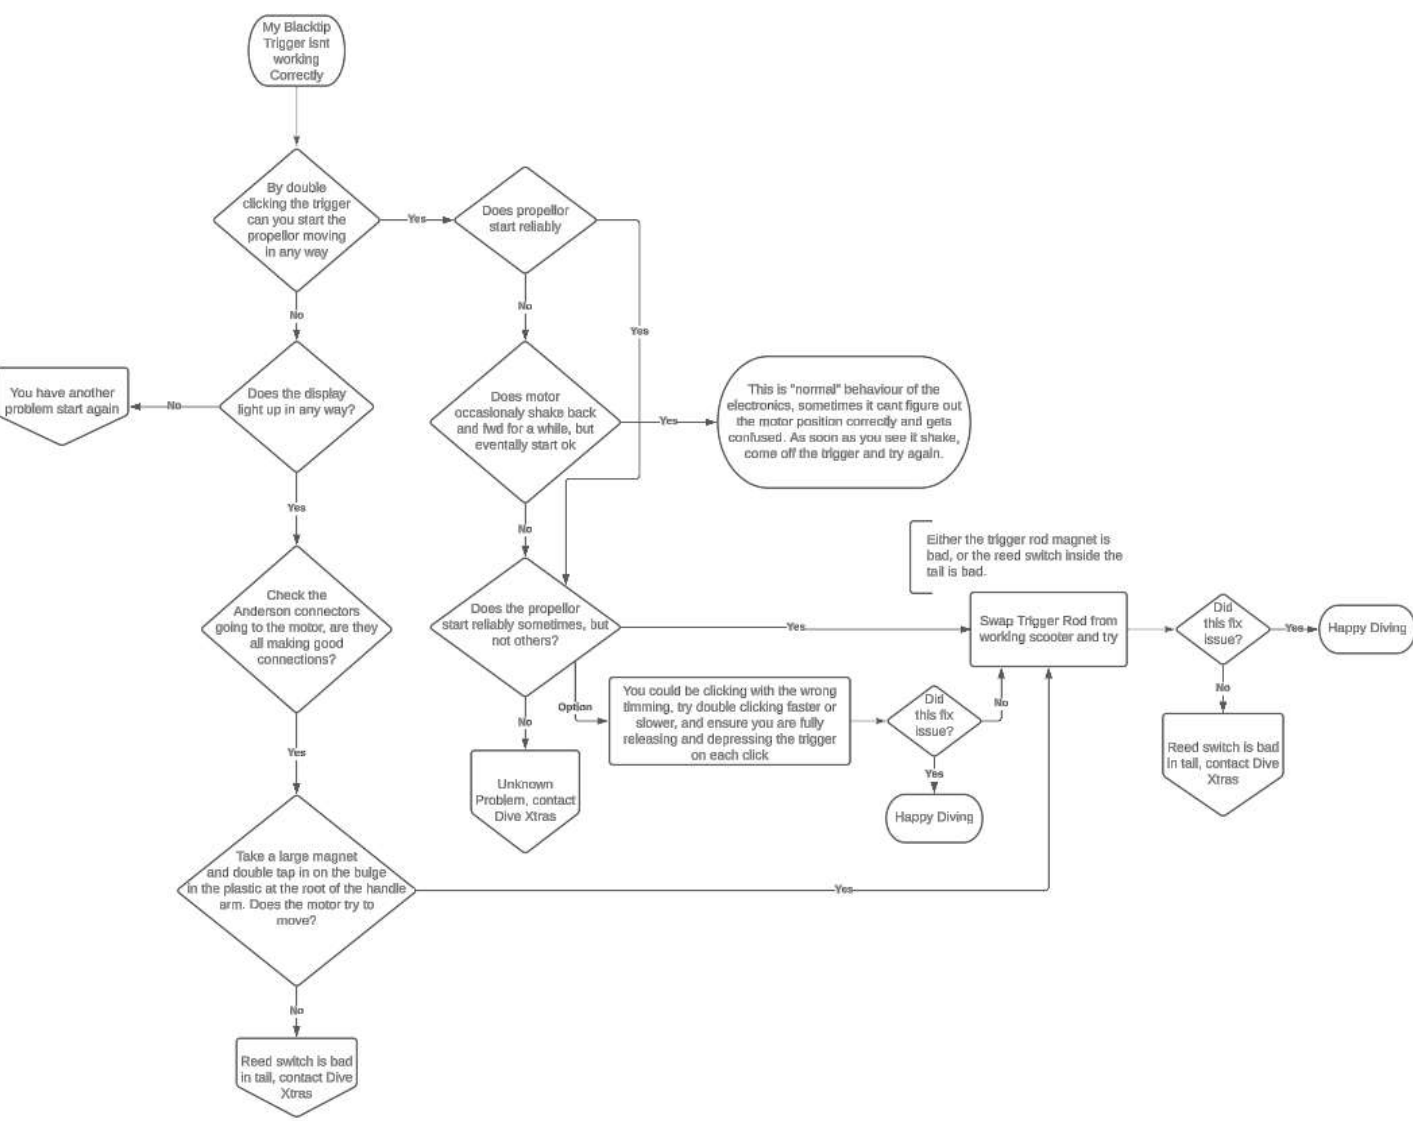 My Blacktip
Trigger isnt
working
Correctly
By double
clicking the trigger
can you start the
propellor moving
in any way
Yes
Does propellor
start reliably
No
No
Yes
Does the display
light up in any way?
No
You have another
problem start again
Does motor
occasionaly shake back
and fwd for a while, but
eventally start ok
Yes
This is "normal" behaviour of the
electronics, sometimes it cant figure out
the motor position correctly and gets
confused. As soon as you see it shake,
come off the trigger and try again.
Yes
No
Either the trigger rod magnet is
bad, or the reed switch inside the
tail is bad.
Check the
Anderson connectors
going to the motor, are they
all making good
connections?
Does the propellor
start reliably sometimes, but
not others?
Yes
Swap Trigger Rod from
working scooter and try
Did
this fix
issue?
Yes
Happy Diving
Option
You could be clicking with the wrong
timming, try double clicking faster or
slower, and ensure you are fully
releasing and depressing the trigger
on each click
Did
this fix
issue?
No
No
No
Yes
Yes
Unknown
Problem, contact
Dive Xtras
Happy Diving
Reed switch is bad
in tail, contact Dive
Xtras
Take a large magnet
and double tap in on the bulge
in the plastic at the root of the handle
arm. Does the motor try to
move?
Yes
No
Reed switch is bad
in tail, contact Dive
Xtras